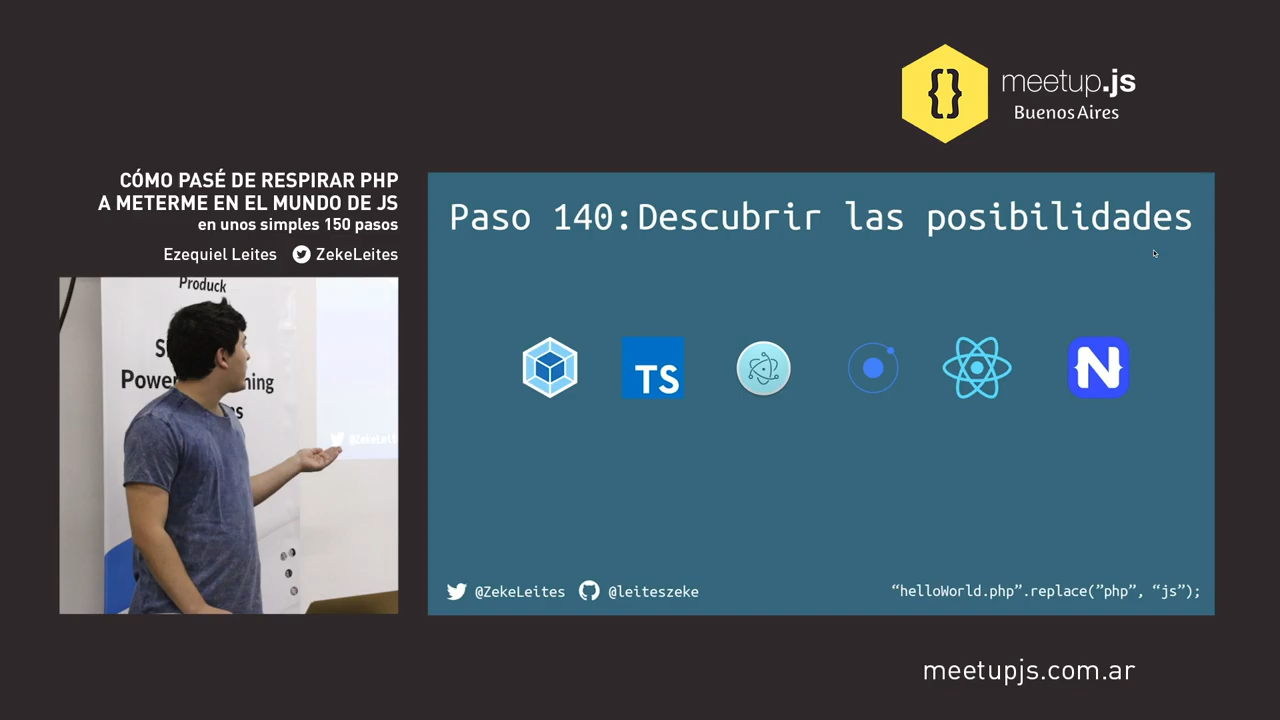 {} meetup.js
Buenos Aires
CÓMO PASÉ DE RESPIRAR PHP
A METERME EN EL MUNDO DE JS
en unos simples 150 pasos
Ezequiel Leites ZekeLeites
Produck
Power
@ZekeLeit
Paso 140:Descubrir las posibilidades
TS
N
@ZekeLeites @leiteszeke
“helloWorld.php”.replace(”php”, “js”);
meetupjs.com.ar